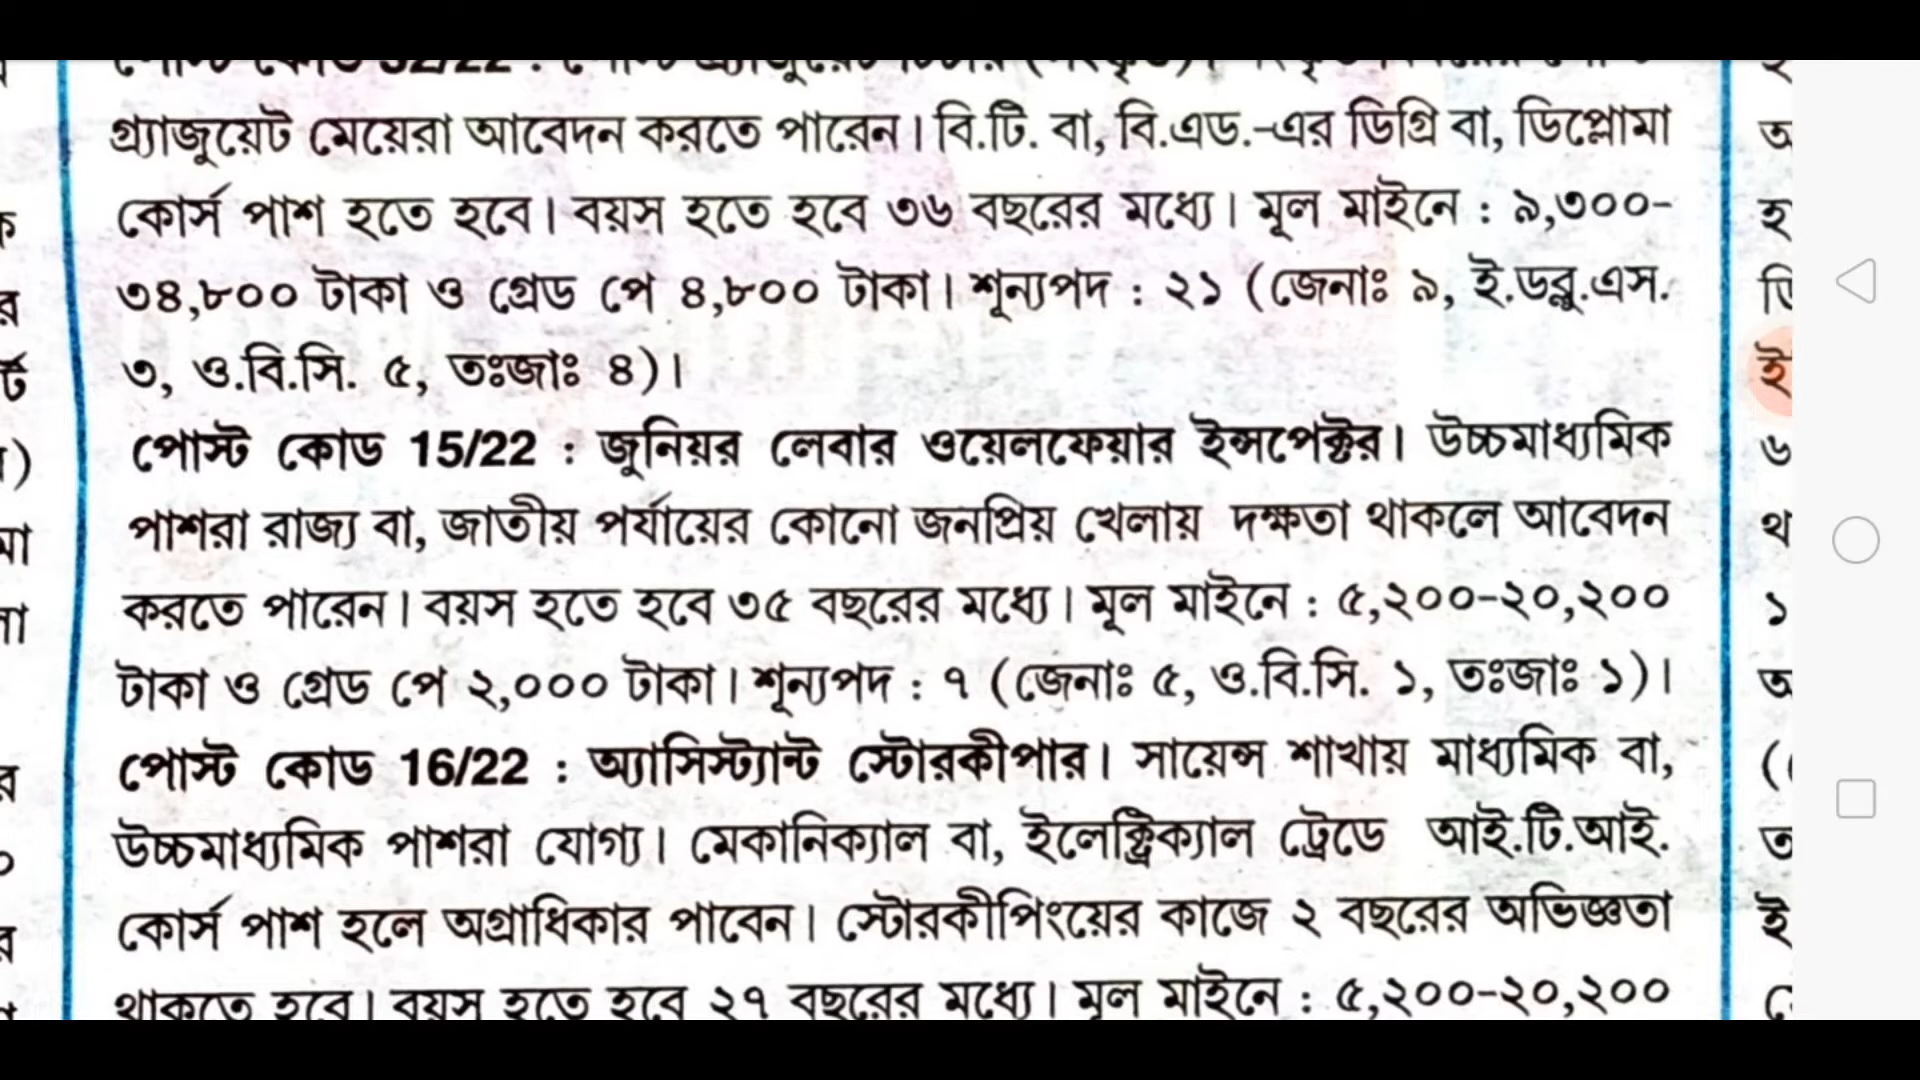 গ্র্যাজুয়েট মেয়েরা আবেদন করতে পারেন। বি.টি. বা, বি.এড.-এর ডিগ্রি বা, ডিপ্লোমা
কোর্স পাশ হতে হবে। বয়স হতে হবে ৩৬ বছরের মধ্যে। মূল মাইনে : ৯,৩০০-
৩৪,৮০০ টাকা ও গ্রেড পে ৪,৮০০ টাকা। শূন্যপদ : ২১ (জেনাঃ ৯, ই.ডব্লু.এস.
৩, ও.বি.সি. ৫, তঃজাঃ ৪)।
পোস্ট কোড 15/22 : জুনিয়র লেবার ওয়েলফেয়ার ইন্সপেক্টর। উচ্চমাধ্যমিক
পাশরা রাজ্য বা, জাতীয় পর্যায়ের কোনো জনপ্রিয় খেলায় দক্ষতা থাকলে আবেদন
করতে পারেন। বয়স হতে হবে ৩৫ বছরের মধ্যে। মূল মাইনে : ৫,২০০-২০,২০০
টাকা ও গ্রেড পে ২,০০০ টাকা। শূন্যপদ : ৭ (জেনাঃ ৫, ও.বি.সি. ১, তঃজাঃ ১)।
পোস্ট কোড 16/22 : অ্যাসিস্ট্যান্ট স্টোরকীপার। সায়েন্স শাখায় মাধ্যমিক বা,
উচ্চমাধ্যমিক পাশরা যোগ্য। মেকানিক্যাল বা, ইলেক্ট্রিক্যাল ট্রেডে আই.টি.আই.
কোর্স পাশ হলে অগ্রাধিকার পাবেন। স্টোরকীপিংয়ের কাজে ২ বছরের অভিজ্ঞতা
থাকতে হবে। বয়স হতে হবে ২৭ বছরের মধ্যে। মূল মাইনে : ৫,২০০-২০,২০০